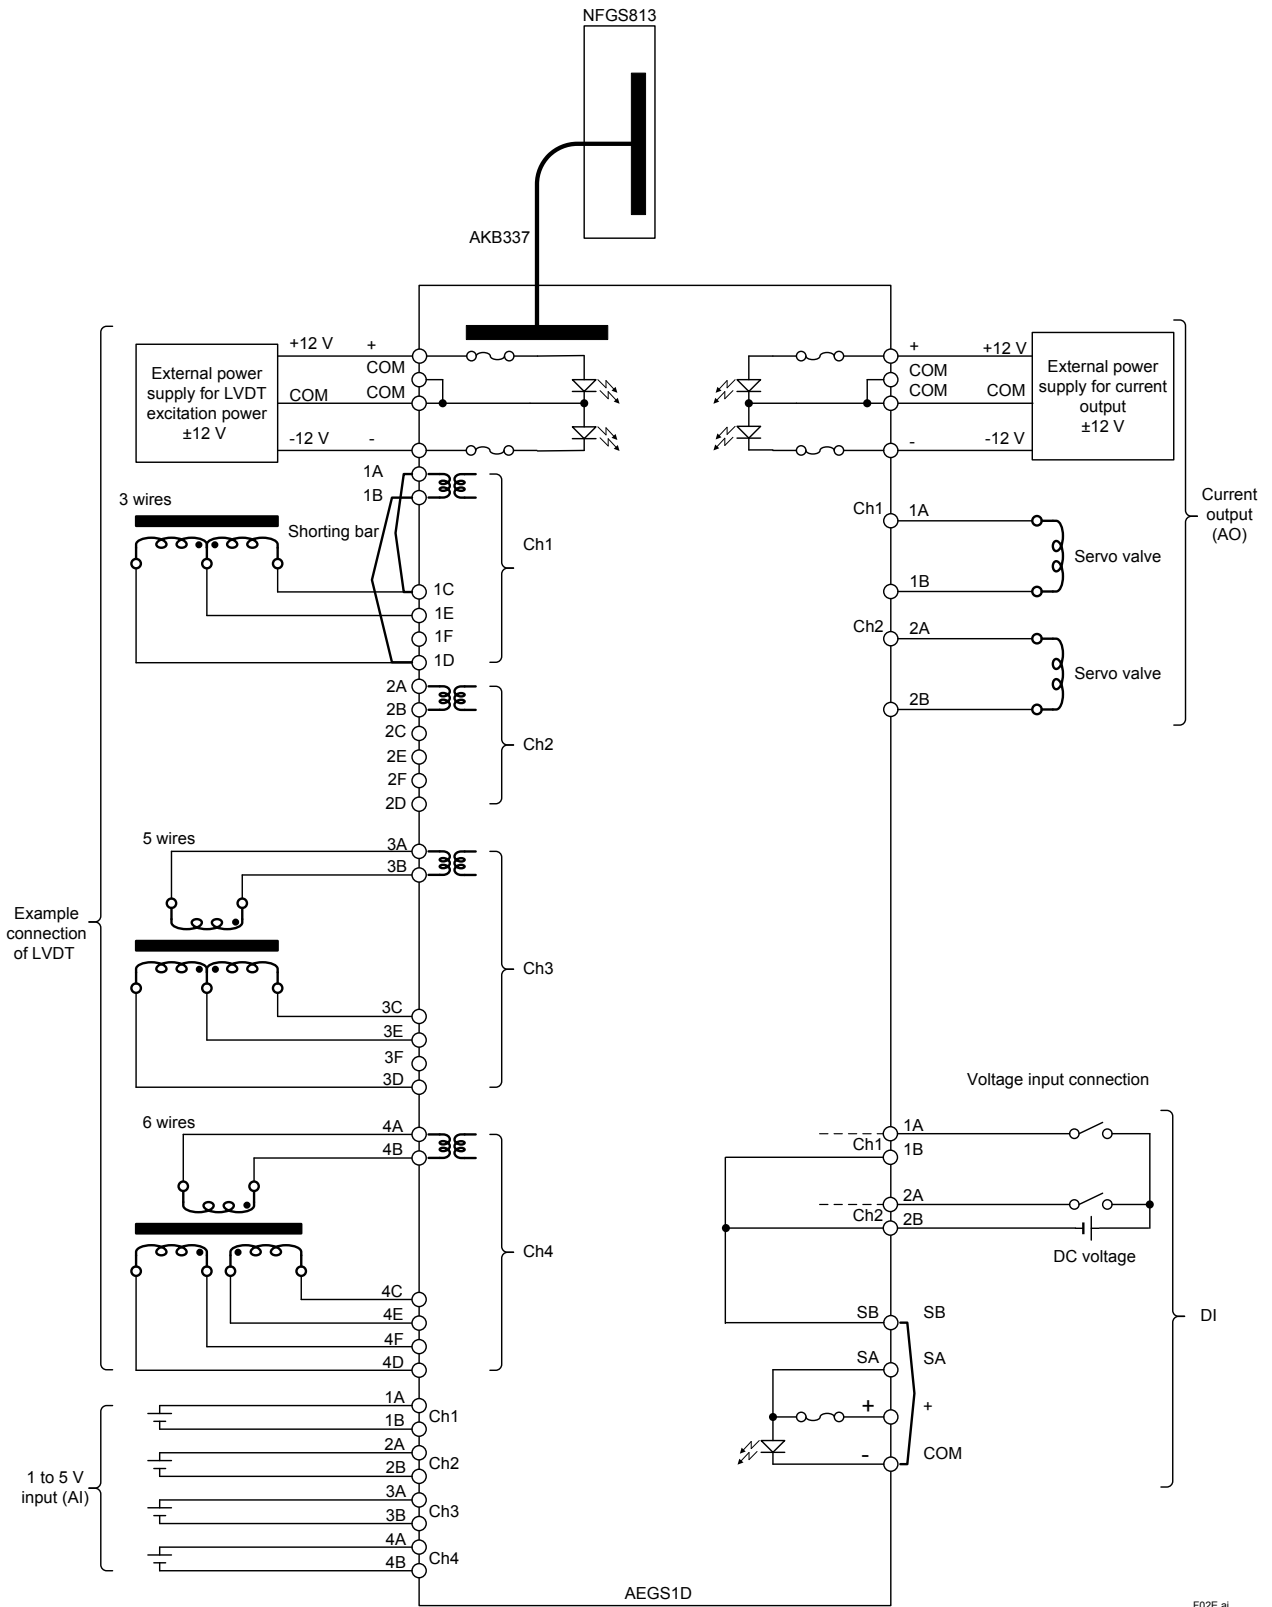 NFGS813
AKB337
External power
supply for LVDT
excitation power
±12 V
+12 V
+
COM
COM
COM
-12 V
-
+
COM
COM
-
+12 V
COM
-12 V
External power
supply for current
output
±12 V
3 wires
Shorting bar
1A
1B
1C
1E
1F
1D
Ch1
2A
2B
2C
2E
2F
2D
Ch2
5 wires
3A
3B
3C
3E
3F
3D
Ch3
6 wires
4A
4B
4C
4E
4F
4D
Ch4
Example
connection
of LVDT
1A
1B
Ch1
2A
2B
Ch2
3A
3B
Ch3
4A
4B
Ch4
1 to 5 V
input (AI)
Ch1
1A
1B
Servo valve
Ch2
2A
2B
Servo valve
Current
output
(AO)
Voltage input connection
Ch1
1A
1B
Ch2
2A
2B
DC voltage
SB
SB
SA
SA
+
+
-
COM
DI
AEGS1D
F02E.ai